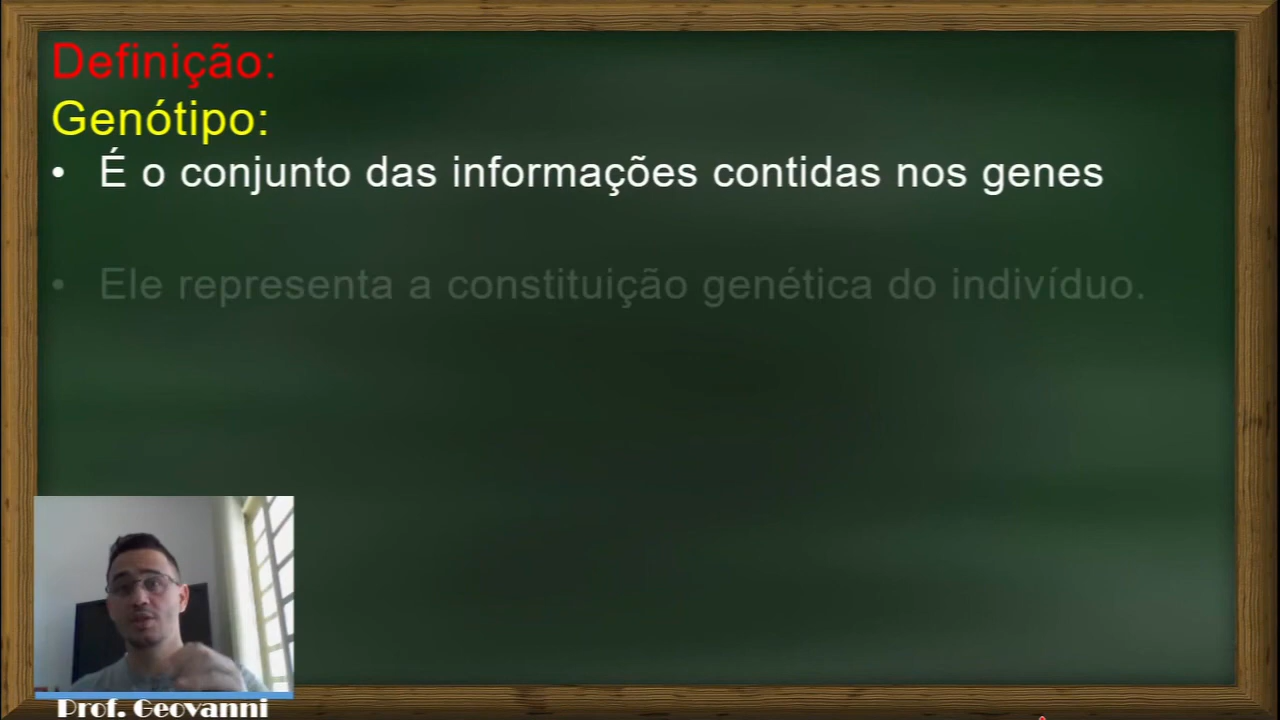 Definição:
Genótipo:
• É o conjunto das informações contidas nos genes
• Ele representa a constituição genética do indivíduo.
Prof. Geovanni